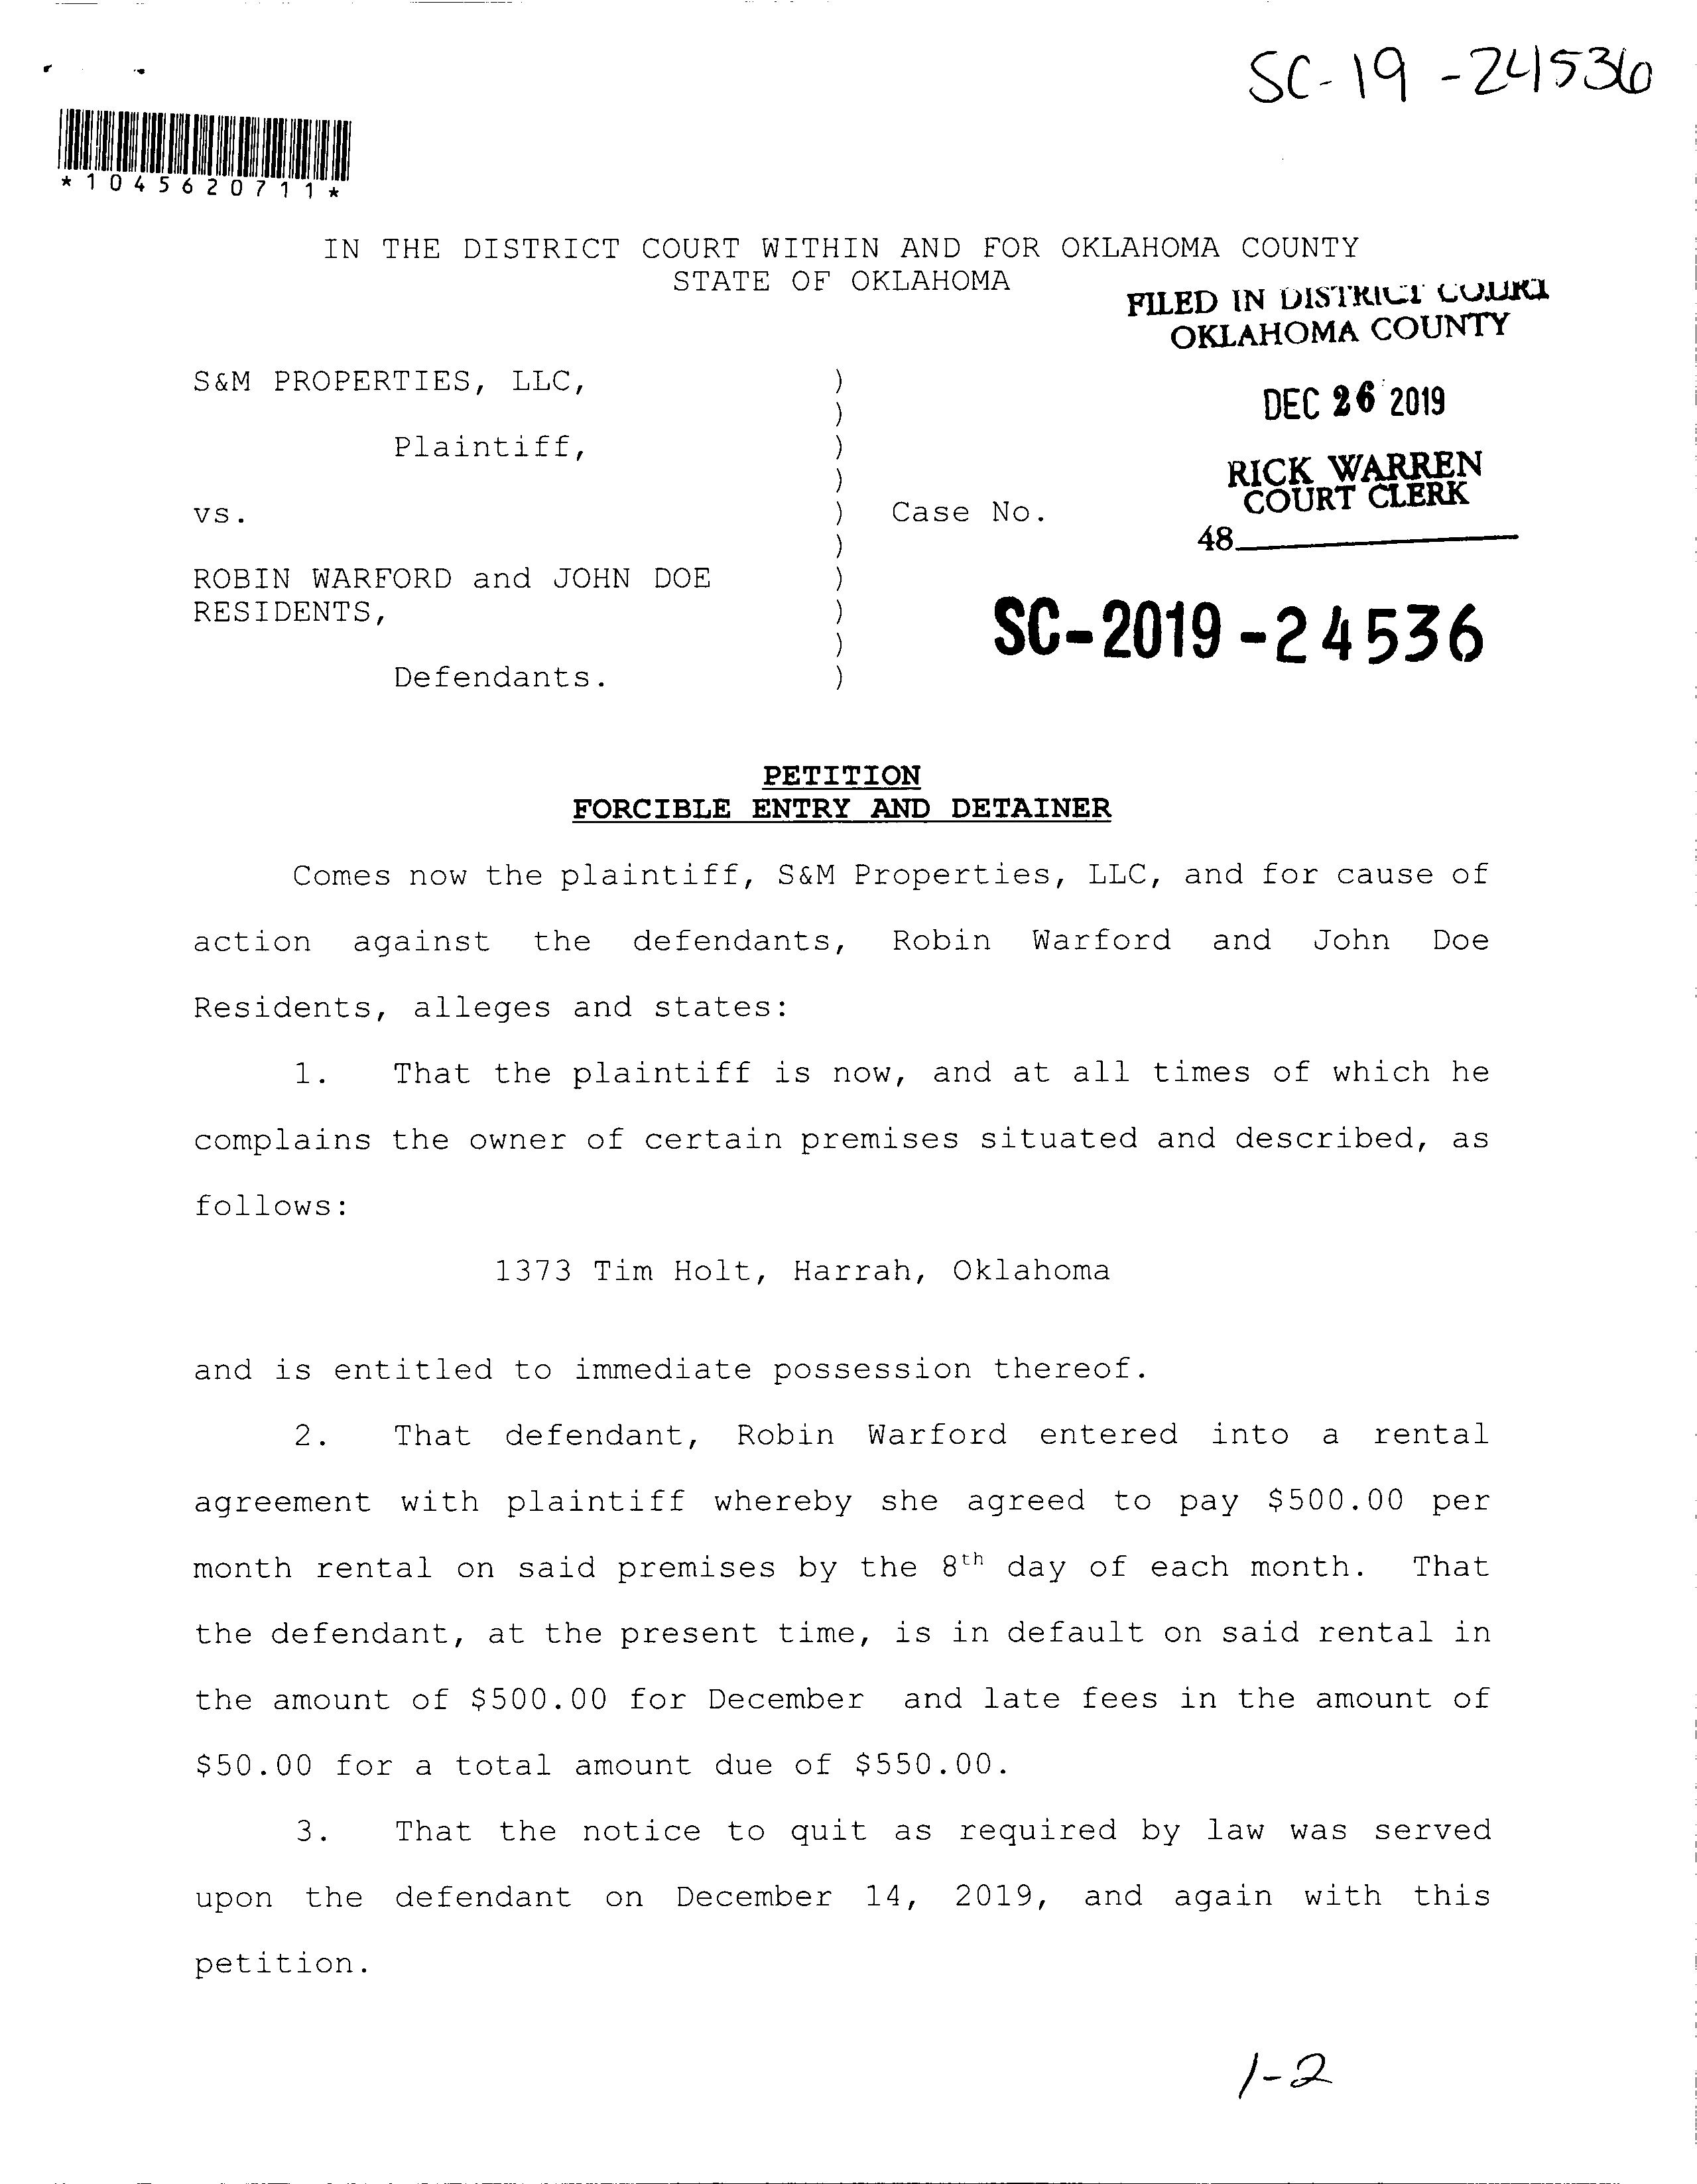 SC-19-24536
*1045620711*
IN THE DISTRICT COURT WITHIN AND FOR OKLAHOMA COUNTY
STATE OF OKLAHOMA
FILED IN DISTRICT COURT
OKLAHOMA COUNTY
S&M PROPERTIES, LLC, )
)
DEC 26 2019
Plaintiff, )
)
RICK WARREN
COURT CLERK
vs. ) Case No.
)
48
ROBIN WARFORD and JOHN DOE )
RESIDENTS, )
)
SC-2019-24536
Defendants. )
PETITION
FORCIBLE ENTRY AND DETAINER
Comes now the plaintiff, S&M Properties, LLC, and for cause of
action against the defendants, Robin Warford and John Doe
Residents, alleges and states:
1. That the plaintiff is now, and at all times of which he
complains the owner of certain premises situated and described, as
follows:
1373 Tim Holt, Harrah, Oklahoma
and is entitled to immediate possession thereof.
2. That defendant, Robin Warford entered into a rental
agreement with plaintiff whereby she agreed to pay $500.00 per
month rental on said premises by the 8th day of each month. That
the defendant, at the present time, is in default on said rental in
the amount of $500.00 for December and late fees in the amount of
$50.00 for a total amount due of $550.00.
3. That the notice to quit as required by law was served
upon the defendant on December 14, 2019, and again with this
petition.
1-2